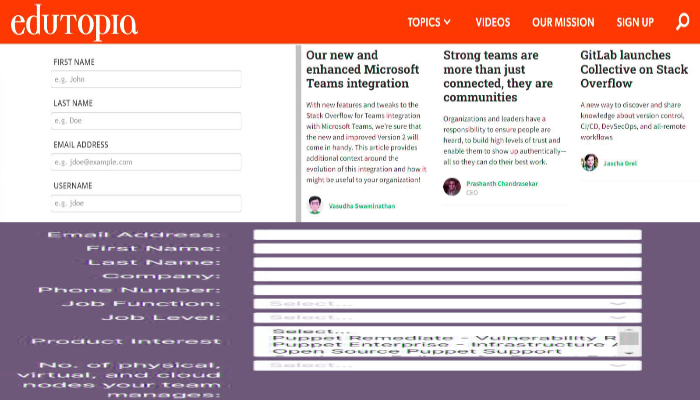 edutopia
TOPICS VIDEOS OUR MISSION SIGN UP
FIRST NAME
e.g. John
LAST NAME
e.g. Doe
EMAIL ADDRESS
e.g. jdoe@example.com
USERNAME
e.g. jdoe
Our new and
enhanced Microsoft
Teams integration
With new features and tweaks to the
Stack Overflow for Teams integration
with Microsoft Teams, we're sure that
the new and improved Version 2 will
come in handy. This article provides
additional context around the
evolution of this integration and how it
might be useful to your organization!
Vasudha Swaminathan
Strong teams are
more than just
connected, they are
communities
Organizations and leaders have a
responsibility to ensure people are
heard, to build high levels of trust and
enable them to show up authentically—
all so they can do their best work.
Prashanth Chandrasekar
CEO
GitLab launches
Collective on Stack
Overflow
A new way to discover and share
knowledge about version control,
CI/CD, DevSecOps, and all-remote
workflows
Jascha Drel
Email Address:
First Name:
Last Name:
Company:
Phone Number:
Job Function: Select...
Job Level: Select...
Product Interest
Select...
Puppet Remediate - Vulnerability R
Puppet Enterprise - Infrastructure A
Open Source Puppet Support
No. of physical,
virtual, and cloud
nodes your team
manages:
Select...